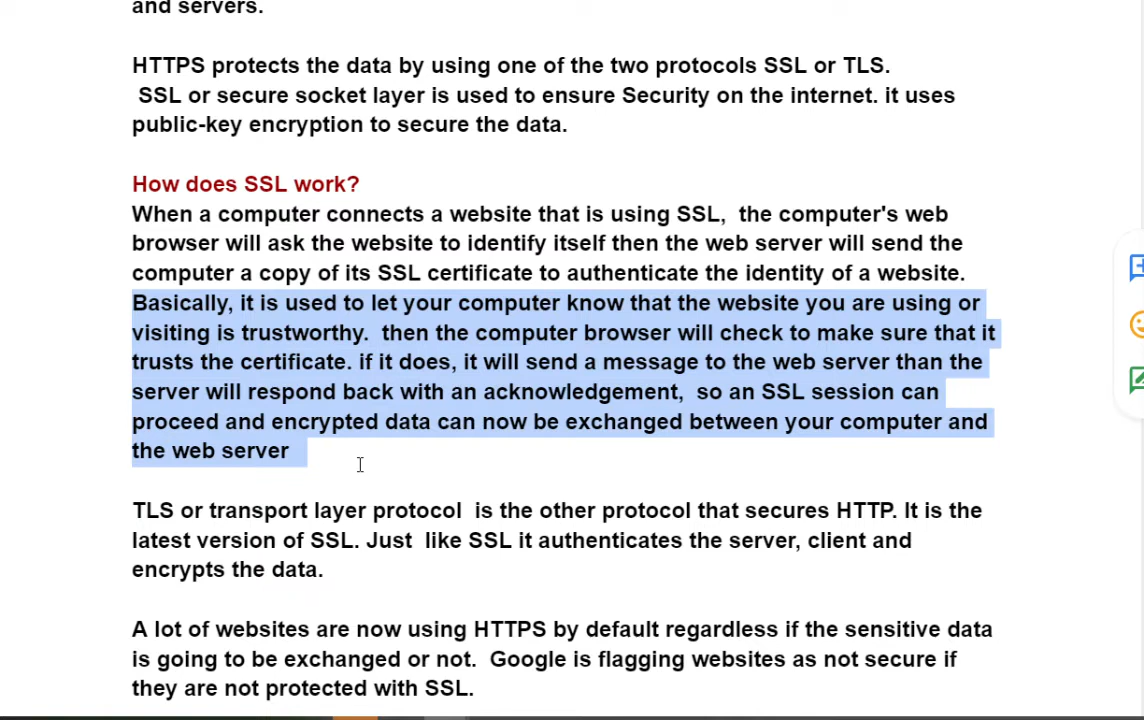 and servers.
HTTPS protects the data by using one of the two protocols SSL or TLS.
SSL or secure socket layer is used to ensure Security on the internet. it uses
public-key encryption to secure the data.
How does SSL work?
When a computer connects a website that is using SSL,  the computer's web
browser will ask the website to identify itself then the web server will send the
computer a copy of its SSL certificate to authenticate the identity of a website.
Basically, it is used to let your computer know that the website you are using or
visiting is trustworthy.  then the computer browser will check to make sure that it
trusts the certificate. if it does, it will send a message to the web server than the
server will respond back with an acknowledgement,  so an SSL session can
proceed and encrypted data can now be exchanged between your computer and
the web server
TLS or transport layer protocol  is the other protocol that secures HTTP. It is the
latest version of SSL. Just  like SSL it authenticates the server, client and
encrypts the data.
A lot of websites are now using HTTPS by default regardless if the sensitive data
is going to be exchanged or not.  Google is flagging websites as not secure if
they are not protected with SSL.